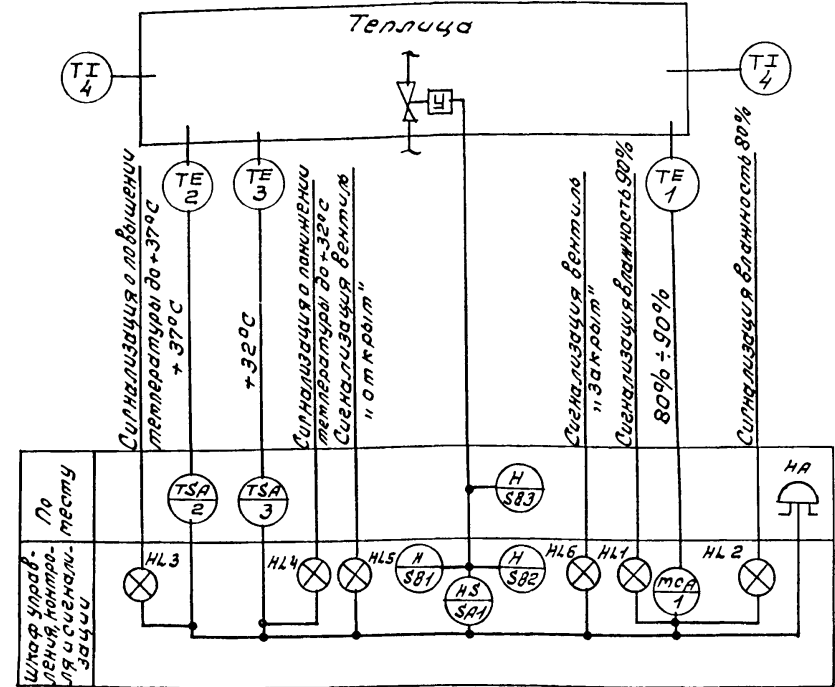 Теплица
TI
4
TI
4
У
TE
2
TE
3
TE
1
Сигнализация о повышении
температуры до +37°С
+37°С
+32°С
Сигнализация о понижении
температуры до +32°С
Сигнализация вентиль
„открыт"
Сигнализация вентиль
„закрыт"
Сигнализация влажность 90%
80% ÷ 90%
Сигнализация влажность 80%
По
месту
TSA
2
TSA
3
H
SB3
HA
Шкаф управ-
ления, контро-
ля и сигнали-
зации
HL3
HL4
HL5
H
SB1
H
SB2
HS
SA1
HL6
HL1
mcA
1
HL2